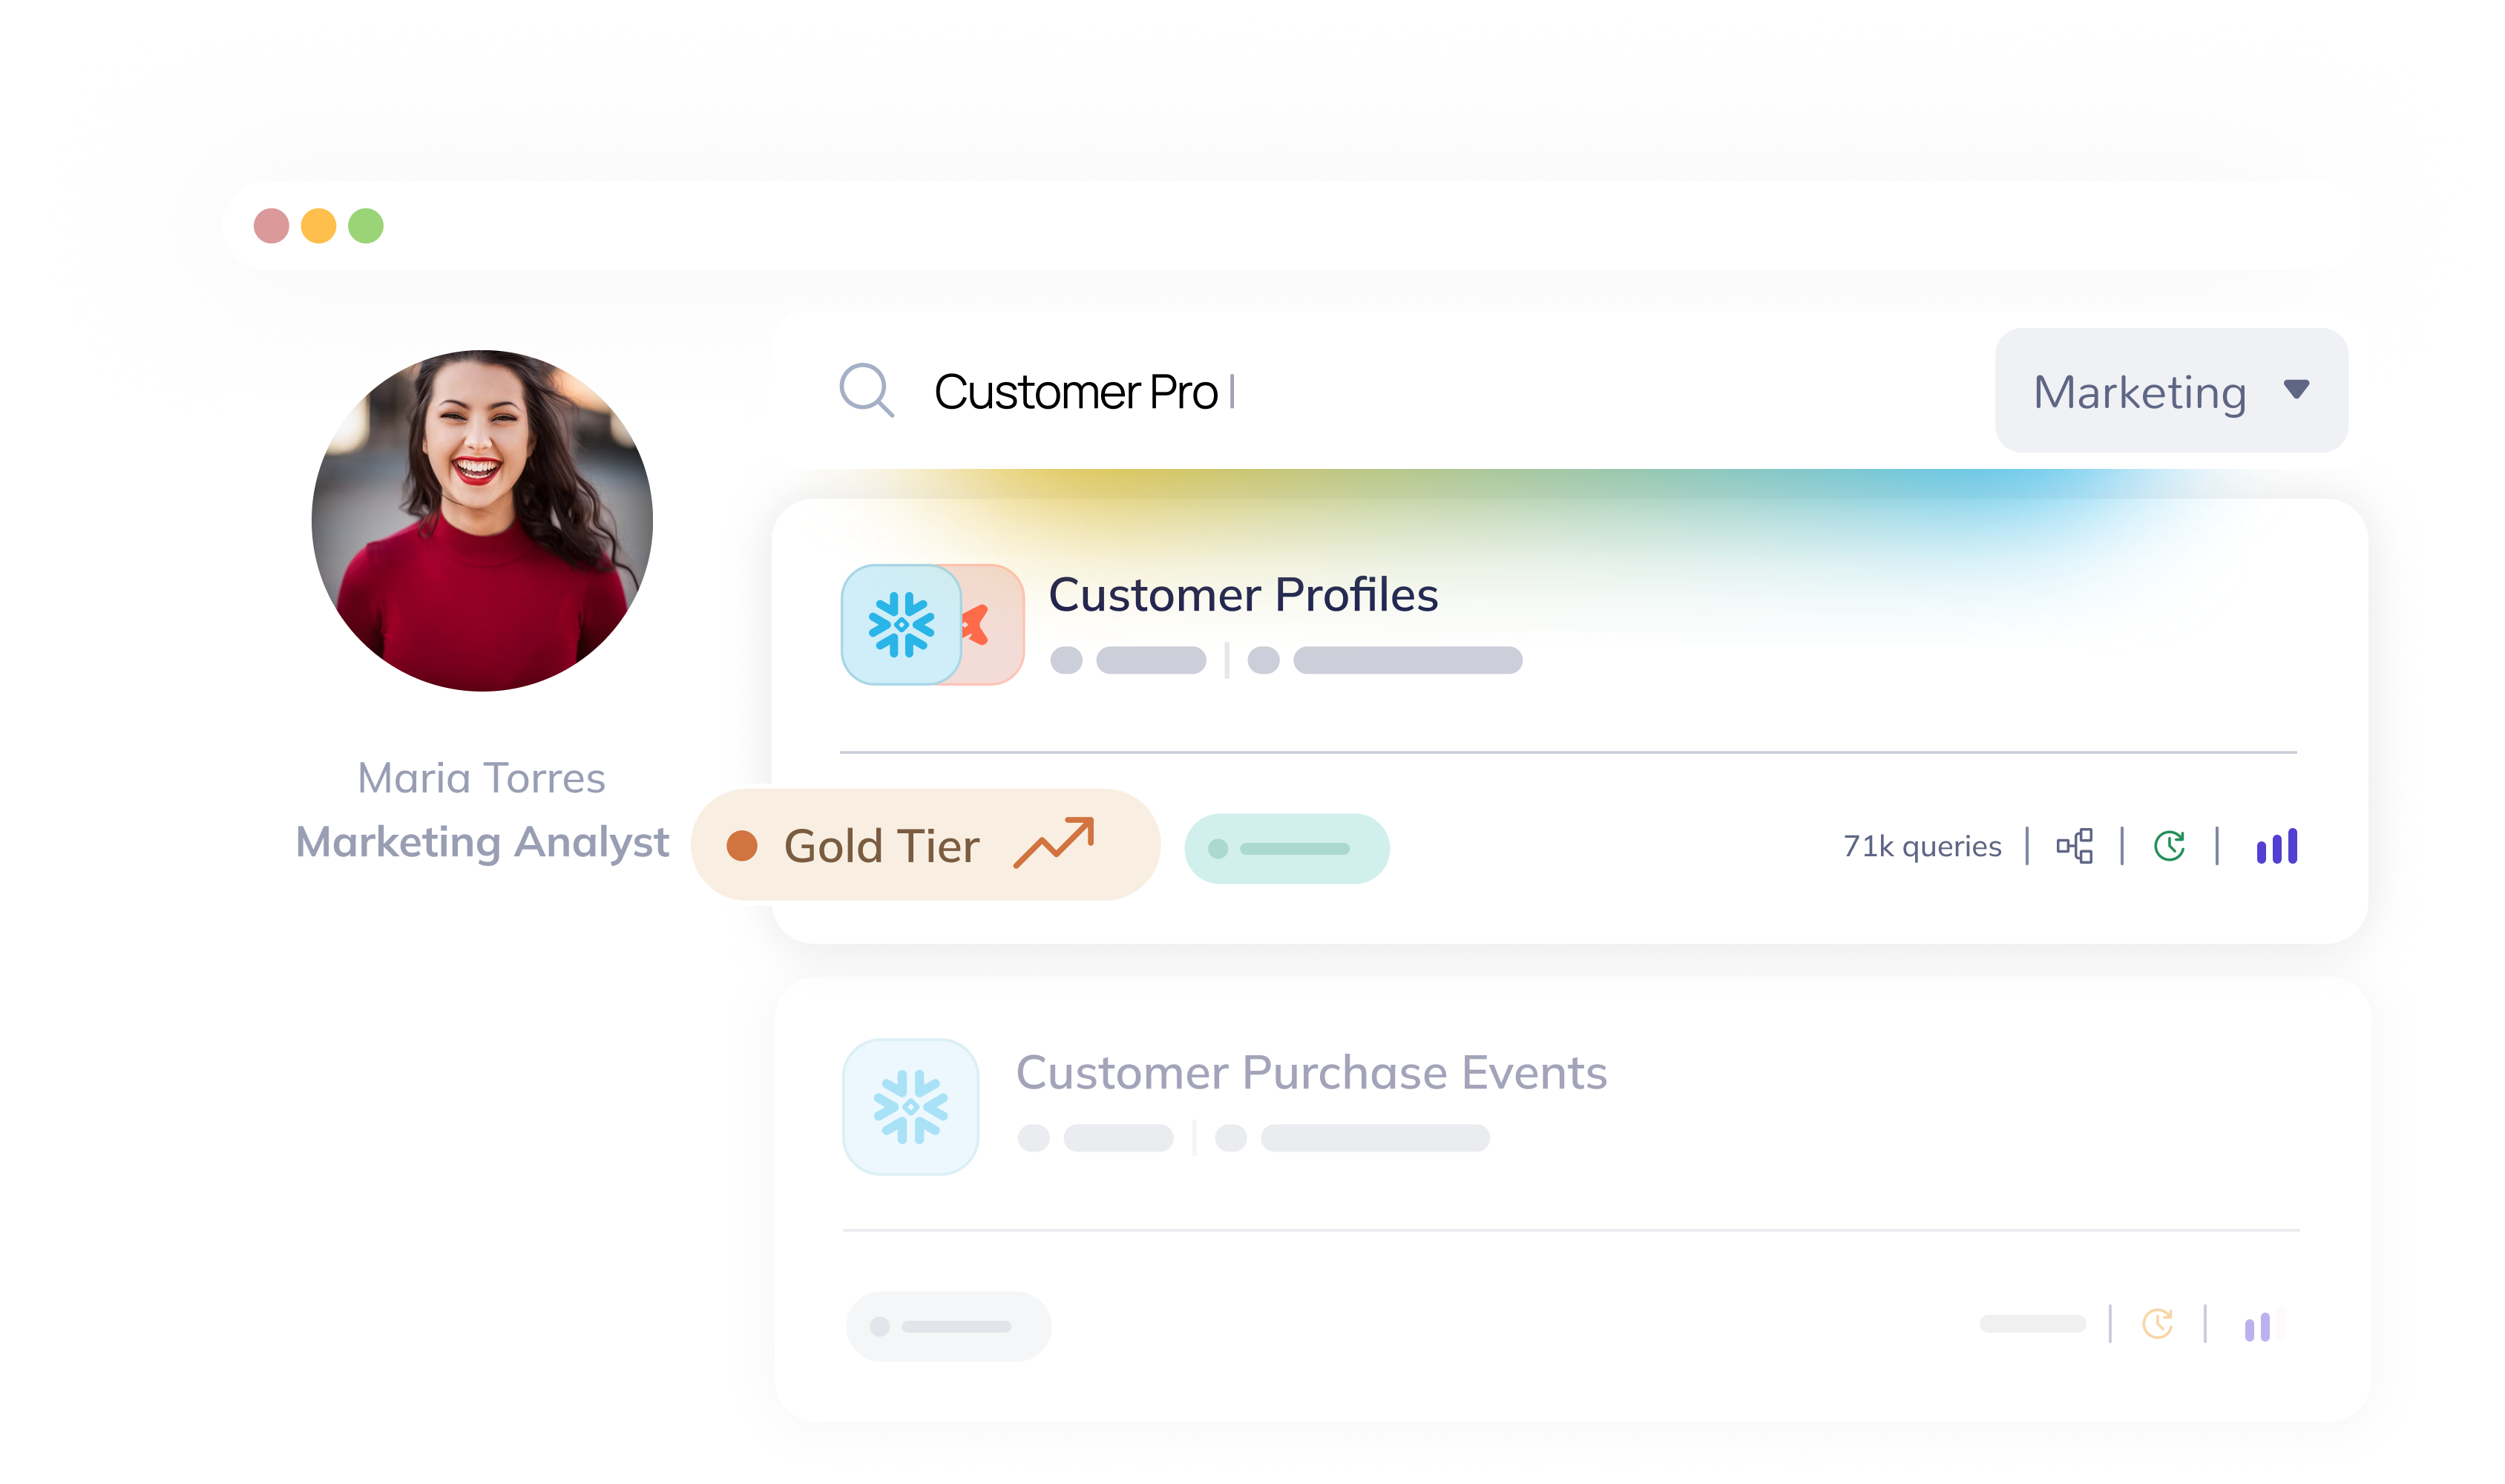 Customer Pro
Marketing
Maria Torres
Marketing Analyst
Customer Profiles
Gold Tier
71k queries
Customer Purchase Events